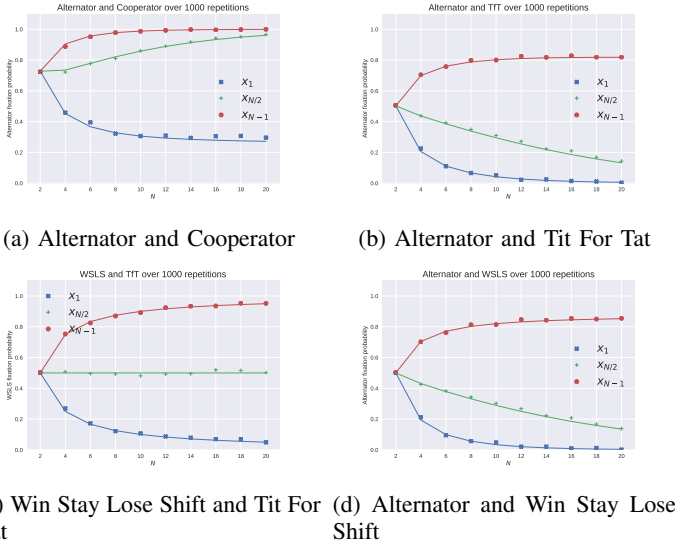 Alternator and Cooperator over 1000 repetitions
Alternator fixation probability
1.0
0.8
0.6
0.4
0.2
0.0
x1
xN/2
xN − 1
2 4 6 8 10 12 14 16 18 20
N
(a) Alternator and Cooperator
Alternator and TfT over 1000 repetitions
Alternator fixation probability
1.0
0.8
0.6
0.4
0.2
0.0
x1
xN/2
xN − 1
2 4 6 8 10 12 14 16 18 20
N
(b) Alternator and Tit For Tat
WSLS and TfT over 1000 repetitions
WSLS fixation probability
1.0
0.8
0.6
0.4
0.2
0.0
x1
xN/2
xN − 1
2 4 6 8 10 12 14 16 18 20
N
) Win Stay Lose Shift and Tit For
at
Alternator and WSLS over 1000 repetitions
Alternator fixation probability
1.0
0.8
0.6
0.4
0.2
0.0
x1
xN/2
xN − 1
2 4 6 8 10 12 14 16 18 20
N
(d) Alternator and Win Stay Lose
Shift